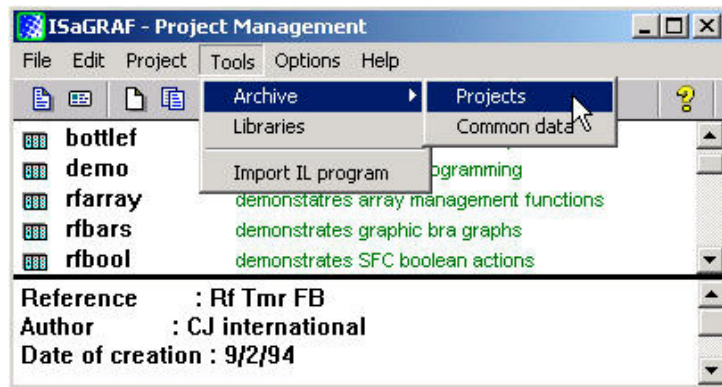 ISaGRAF - Project Management
File Edit Project Tools Options Help
Archive Projects
Libraries Common data
Import IL program
bottlef
demo ogramming
rfarray demonstatres array management functions
rfbars demonstrates graphic bra graphs
rfbool demonstrates SFC boolean actions
Reference : Rf Tmr FB
Author : CJ international
Date of creation : 9/2/94